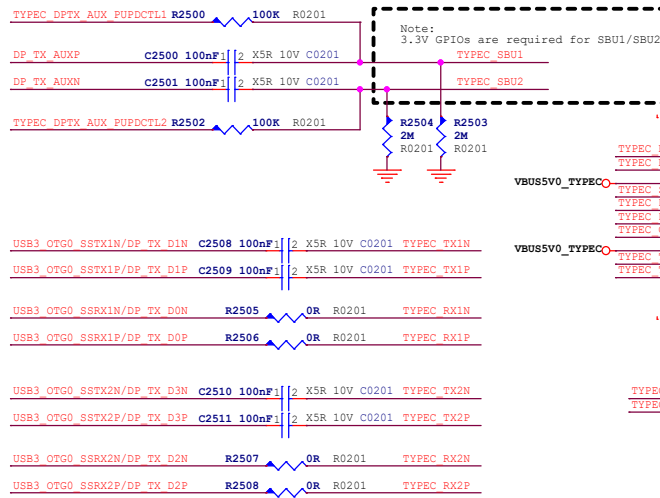 TYPEC_DPTX_AUX_PUPDCTL1 R2500 100K R0201
Note:
3.3V GPIOs are required for SBU1/SBU2
DP_TX_AUXP C2500 100nF 1 2 X5R 10V C0201 TYPEC_SBU1
DP_TX_AUXN C2501 100nF 1 2 X5R 10V C0201 TYPEC_SBU2
TYPEC_DPTX_AUX_PUPDCTL2 R2502 100K R0201
R2504 R2503
2M 2M
R0201 R0201
VBUS5V0_TYPEC
VBUS5V0_TYPEC
USB3_OTG0_SSTX1N/DP_TX_D1N C2508 100nF 1 2 X5R 10V C0201 TYPEC_TX1N
USB3_OTG0_SSTX1P/DP_TX_D1P C2509 100nF 1 2 X5R 10V C0201 TYPEC_TX1P
USB3_OTG0_SSRX1N/DP_TX_D0N R2505 0R R0201 TYPEC_RX1N
USB3_OTG0_SSRX1P/DP_TX_D0P R2506 0R R0201 TYPEC_RX1P
USB3_OTG0_SSTX2N/DP_TX_D3N C2510 100nF 1 2 X5R 10V C0201 TYPEC_TX2N
USB3_OTG0_SSTX2P/DP_TX_D3P C2511 100nF 1 2 X5R 10V C0201 TYPEC_TX2P
USB3_OTG0_SSRX2N/DP_TX_D2N R2507 0R R0201 TYPEC_RX2N
USB3_OTG0_SSRX2P/DP_TX_D2P R2508 0R R0201 TYPEC_RX2P